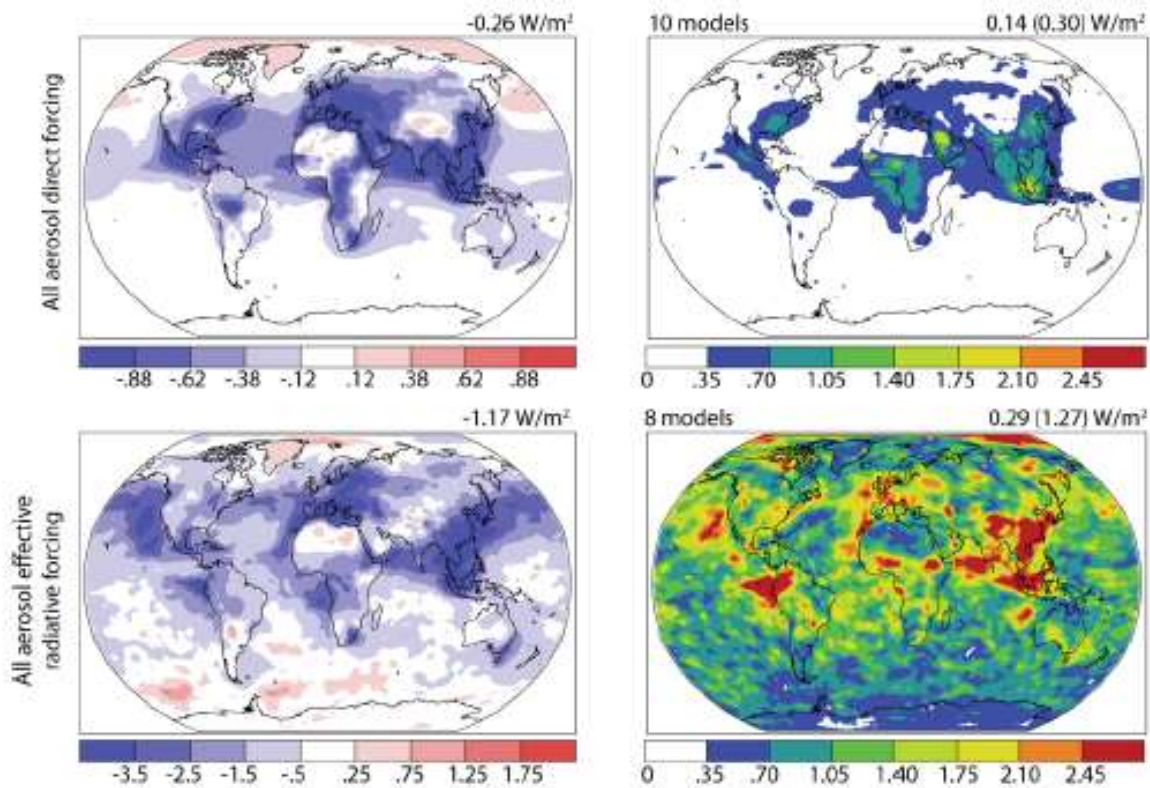 -0.26 W/m²
10 models 0.14 (0.30) W/m²
All aerosol direct forcing
-.88 -.62 -.38 -.12 .12 .38 .62 .88
0 .35 .70 1.05 1.40 1.75 2.10 2.45
-1.17 W/m²
8 models 0.29 (1.27) W/m²
All aerosol effective
radiative forcing
-3.5 -2.5 -1.5 -.5 .25 .75 1.25 1.75
0 .35 .70 1.05 1.40 1.75 2.10 2.45